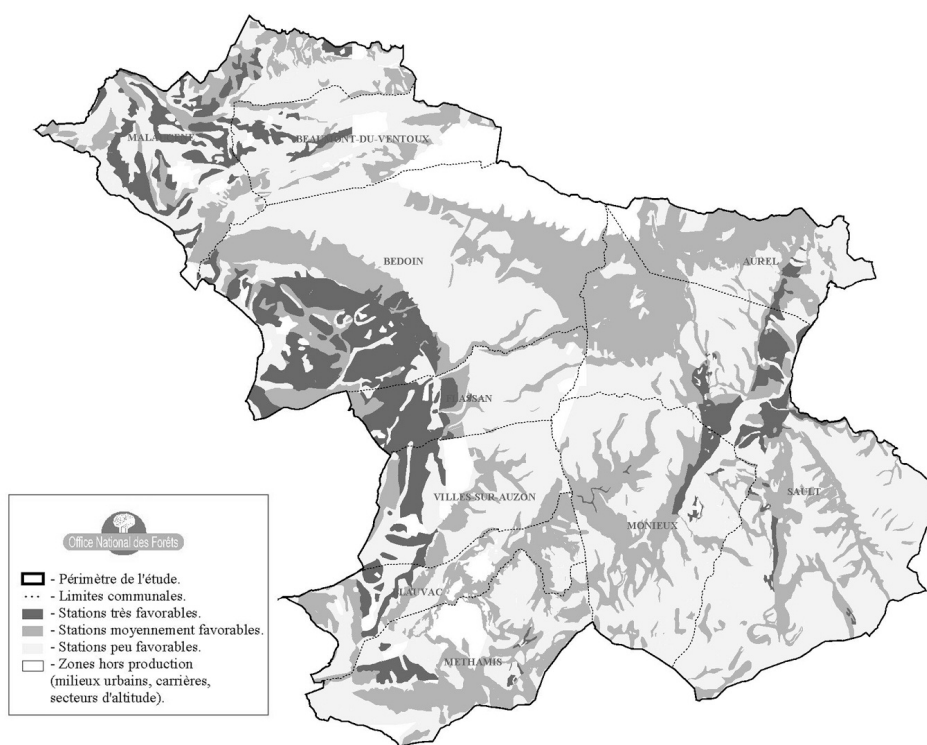 MALAUCENE
BEAUMONT-DU-VENTOUX
BEDOIN
AUREL
FLASSAN
VILLES-SUR-AUZON
SAULT
MONIEUX
BLAUVAC
METHAMIS
Office National des Forêts
- Périmètre de l'étude.
- Limites communales.
- Stations très favorables.
- Stations moyennement favorables.
- Stations peu favorables.
- Zones hors production
(milieux urbains, carrières,
secteurs d'altitude).